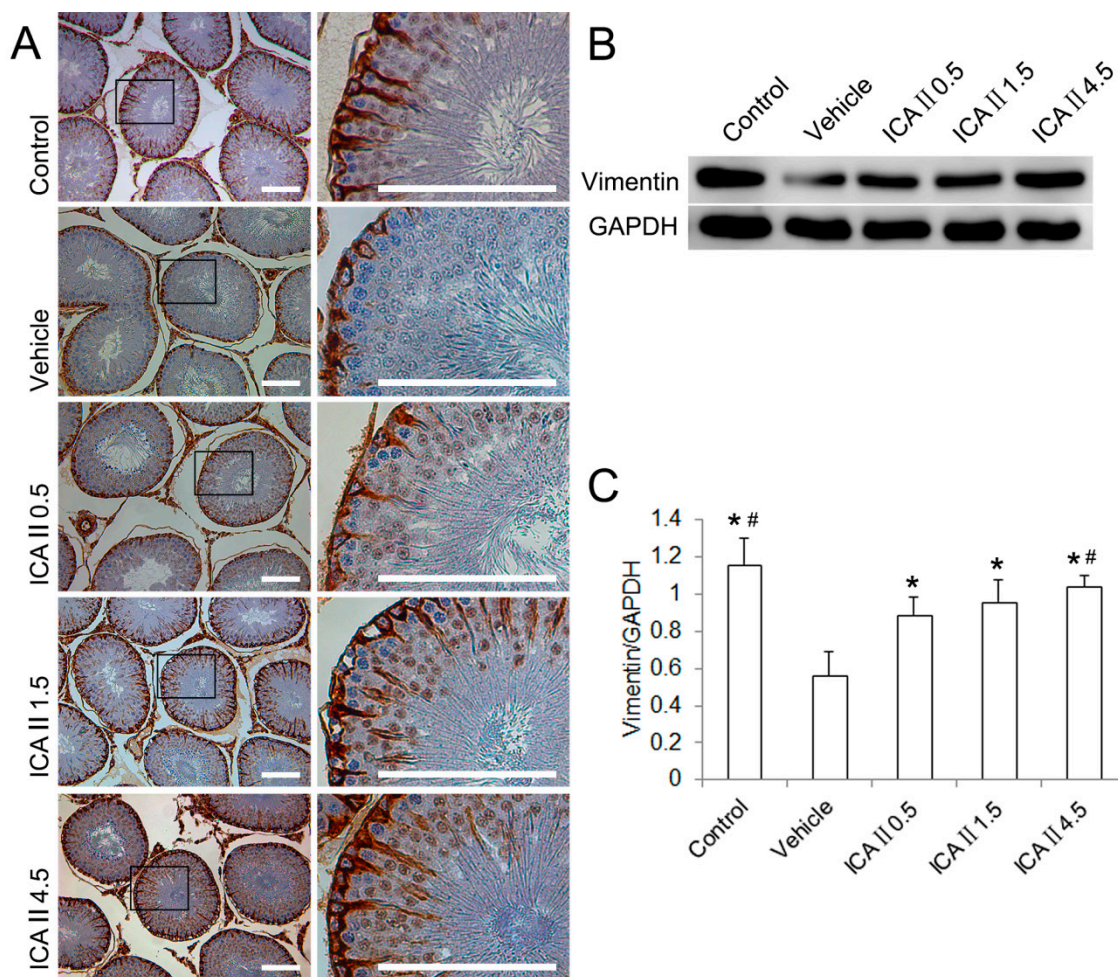 A
Control
Vehicle
ICA II 0.5
ICA II 1.5
ICA II 4.5
B
Control
Vehicle
ICA II 0.5
ICA II 1.5
ICA II 4.5
Vimentin
GAPDH
C
Vimentin/GAPDH
1.4
1.2
1
0.8
0.6
0.4
0.2
0
* #
*
*
* #
Control
Vehicle
ICA II 0.5
ICA II 1.5
ICA II 4.5